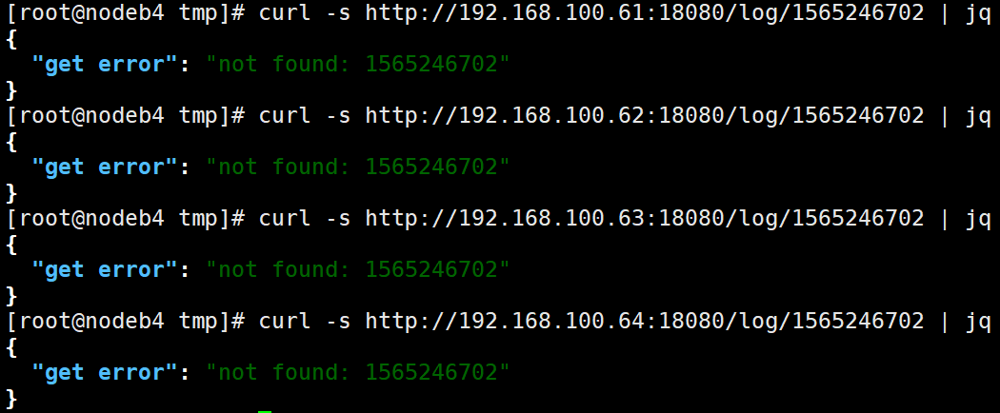 [root@nodeb4 tmp]# curl -s http://192.168.100.61:18080/log/1565246702 | jq
{
  "get error": "not found: 1565246702"
}
[root@nodeb4 tmp]# curl -s http://192.168.100.62:18080/log/1565246702 | jq
{
  "get error": "not found: 1565246702"
}
[root@nodeb4 tmp]# curl -s http://192.168.100.63:18080/log/1565246702 | jq
{
  "get error": "not found: 1565246702"
}
[root@nodeb4 tmp]# curl -s http://192.168.100.64:18080/log/1565246702 | jq
{
  "get error": "not found: 1565246702"
}